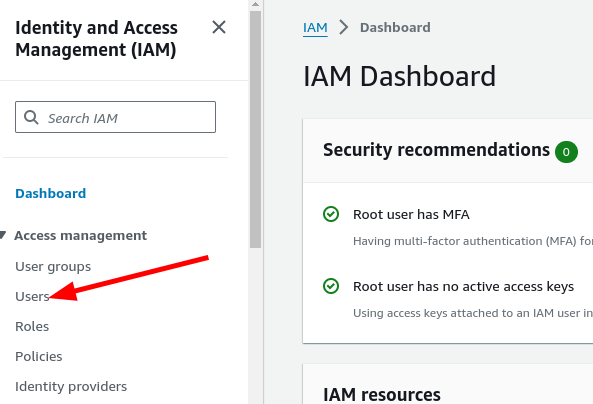 Identity and Access
Management (IAM)
Search IAM
Dashboard
Access management
User groups
Users
Roles
Policies
Identity providers
IAM
Dashboard
IAM Dashboard
Security recommendations 0
Root user has MFA
Having multi-factor authentication (MFA) for
Root user has no active access keys
Using access keys attached to an IAM user in
IAM resources